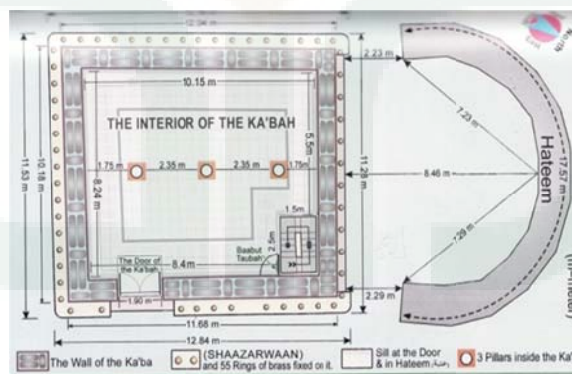 12.04 m
North
East
2.23 m
10.15 m
THE INTERIOR OF THE KA'BAH
5.5m
7.23 m
Hateem
17.57 m
11.53 m
10.18 m
1.75 m
2.35 m
2.35 m
1.75m
8.24 m
11.28 m
8.46 m
1.5m
2.5m
Baabut
Taubah
The Door of
the Ka'bah
8.4m
7.29 m
1.90 m
2.29 m
11.68 m
12.84 m
The Wall of the Ka'ba
(SHAAZARWAAN)
and 55 Rings of brass fixed on it.
Sill at the Door
& in Hateem
3 Pillars inside the Ka'